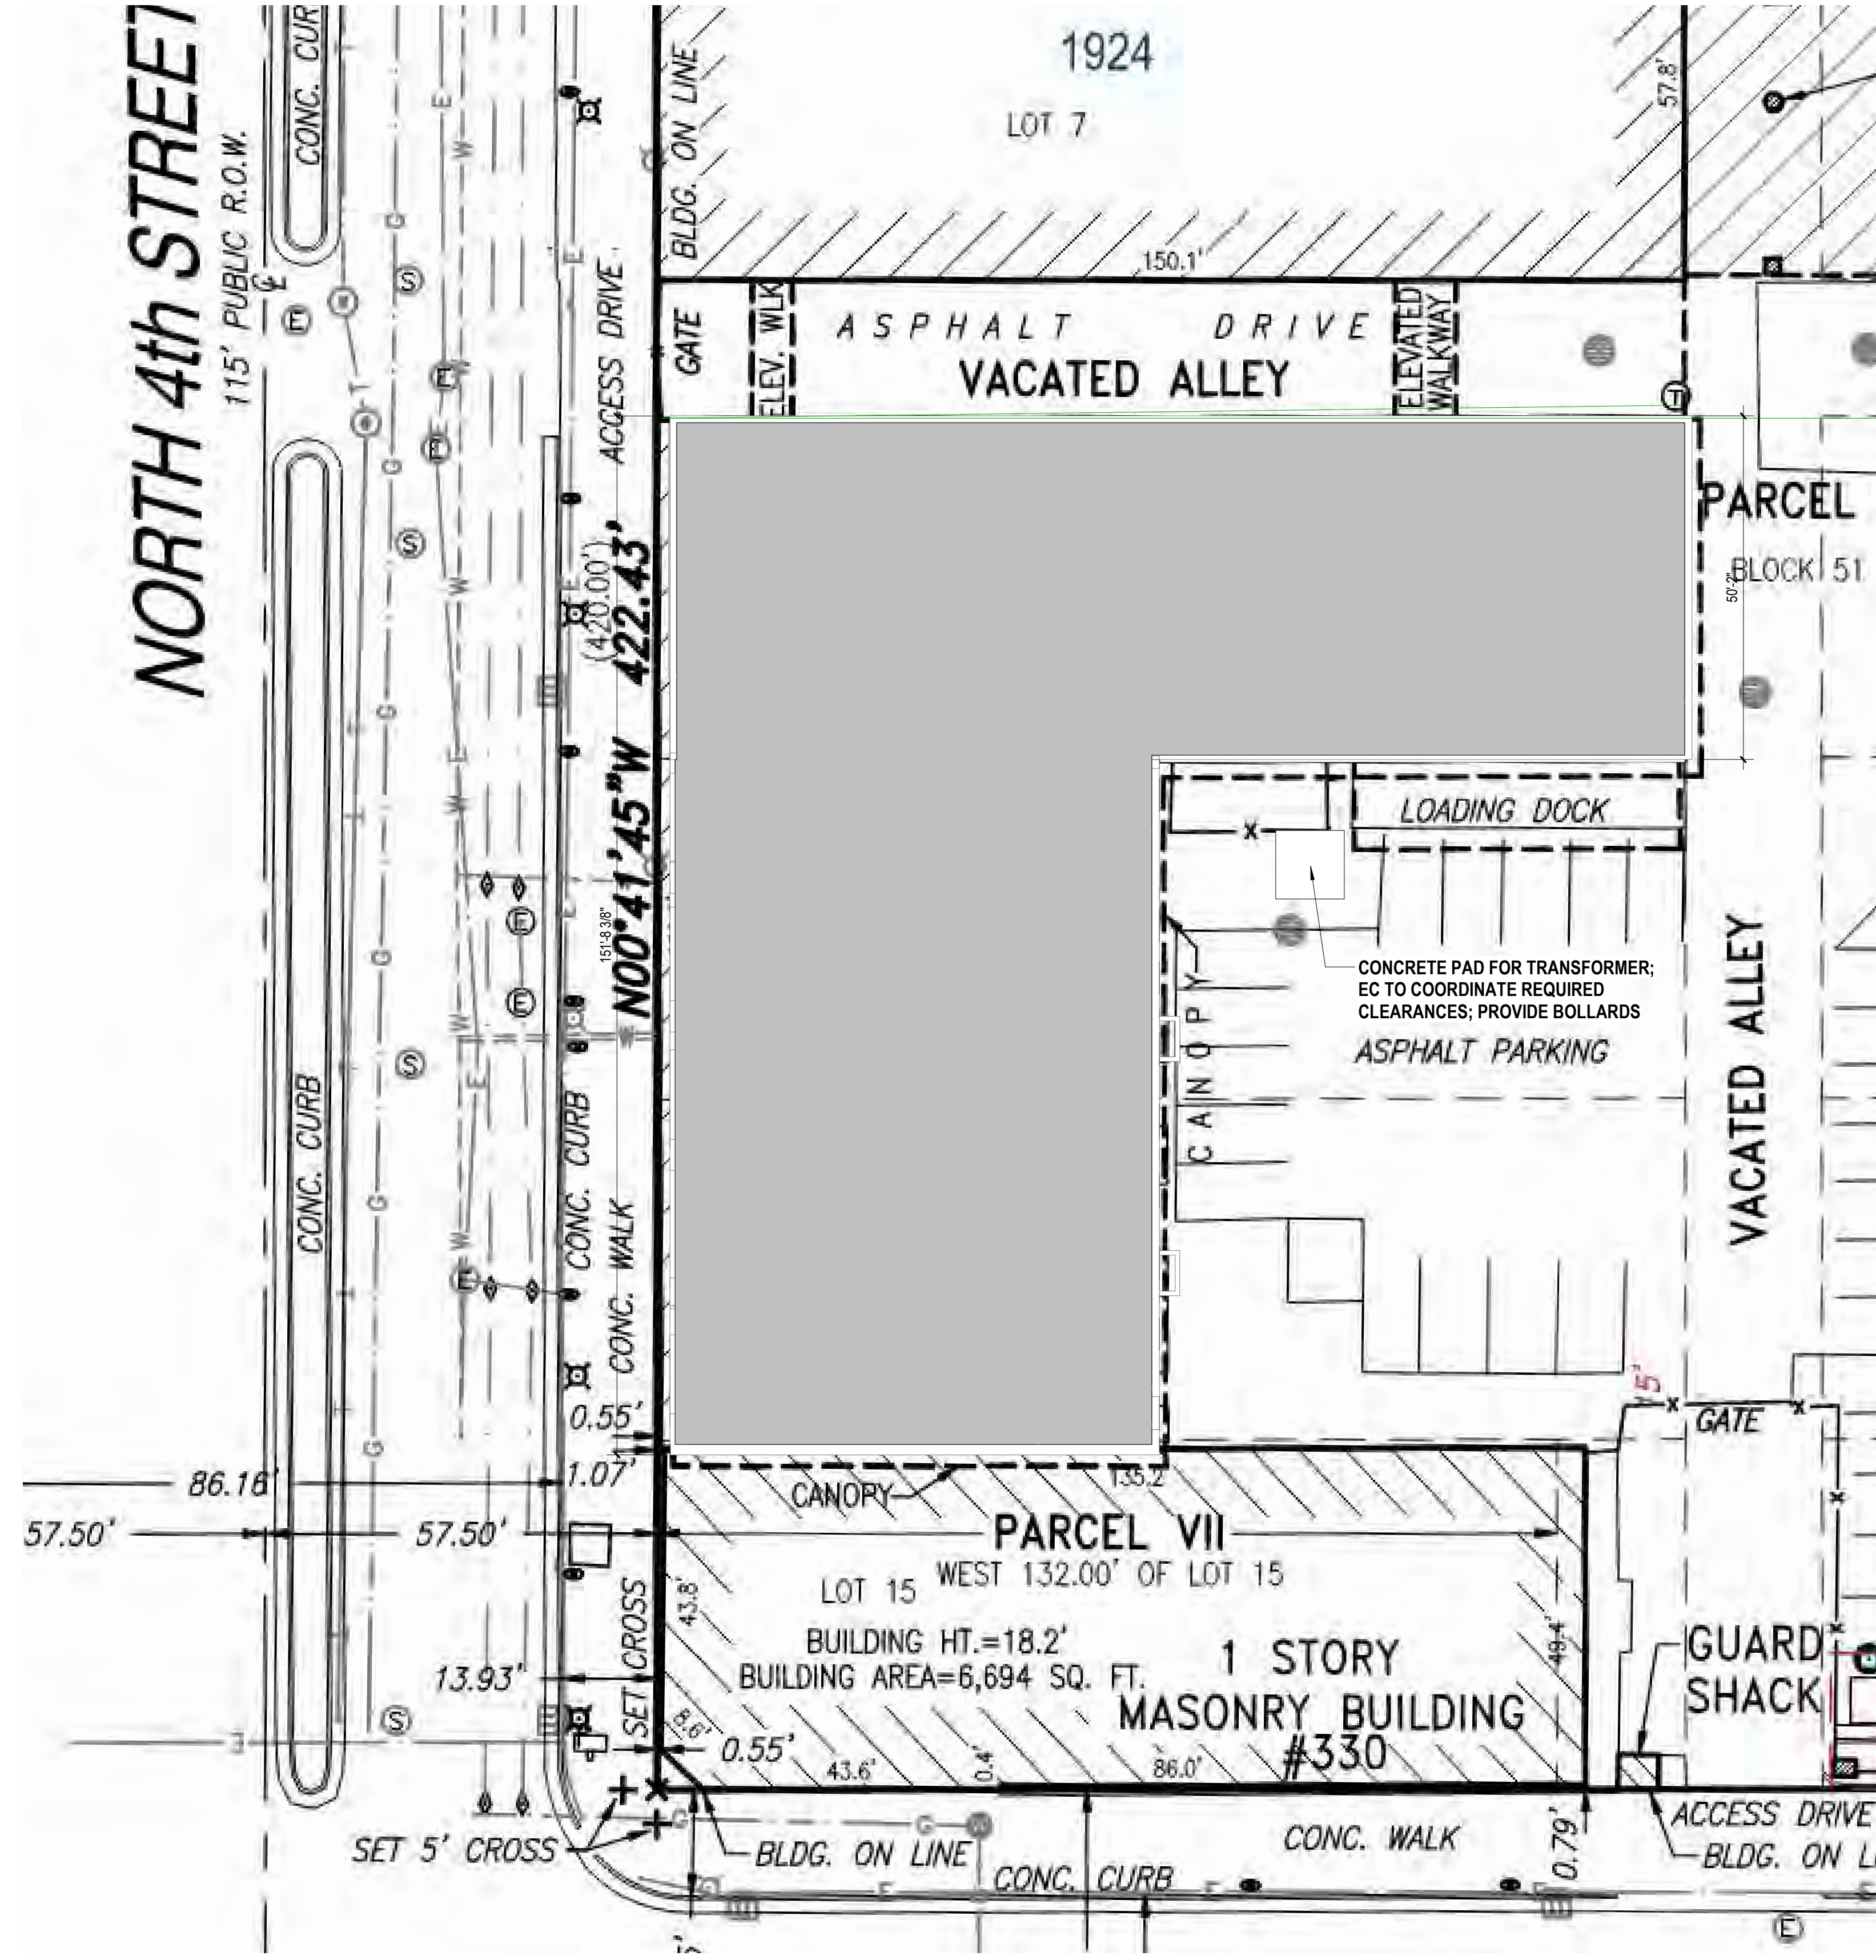 NORTH 4th STREET
115' PUBLIC R.O.W.
CONC. CUR
BLDG. ON LINE
1924
LOT 7
57.8'
150.1'
ACCESS DRIVE
GATE
ELEV. WLK
ASPHALT DRIVE
VACATED ALLEY
ELEVATED
WALKWAY
PARCEL
BLOCK 51
50'-2"
N00°41'45"W 422.43'
(420.00')
151'-8 3/8"
LOADING DOCK
CONCRETE PAD FOR TRANSFORMER;
EC TO COORDINATE REQUIRED
CLEARANCES; PROVIDE BOLLARDS
ASPHALT PARKING
CANOPY
VACATED ALLEY
CONC. CURB
CONC. CURB
CONC. WALK
0.55'
1.07'
86.16'
57.50'
57.50'
5'
GATE
CANOPY
135.2'
PARCEL VII
WEST 132.00' OF LOT 15
LOT 15
43.8'
BUILDING HT.=18.2'
BUILDING AREA=6,694 SQ. FT.
1 STORY
MASONRY BUILDING
#330
49.4'
GUARD
SHACK
13.93'
SET CROSS
8.6'
0.55'
43.6'
0.4'
86.0'
SET 5' CROSS
BLDG. ON LINE
CONC. CURB
CONC. WALK
0.79'
ACCESS DRIVE
BLDG. ON LI